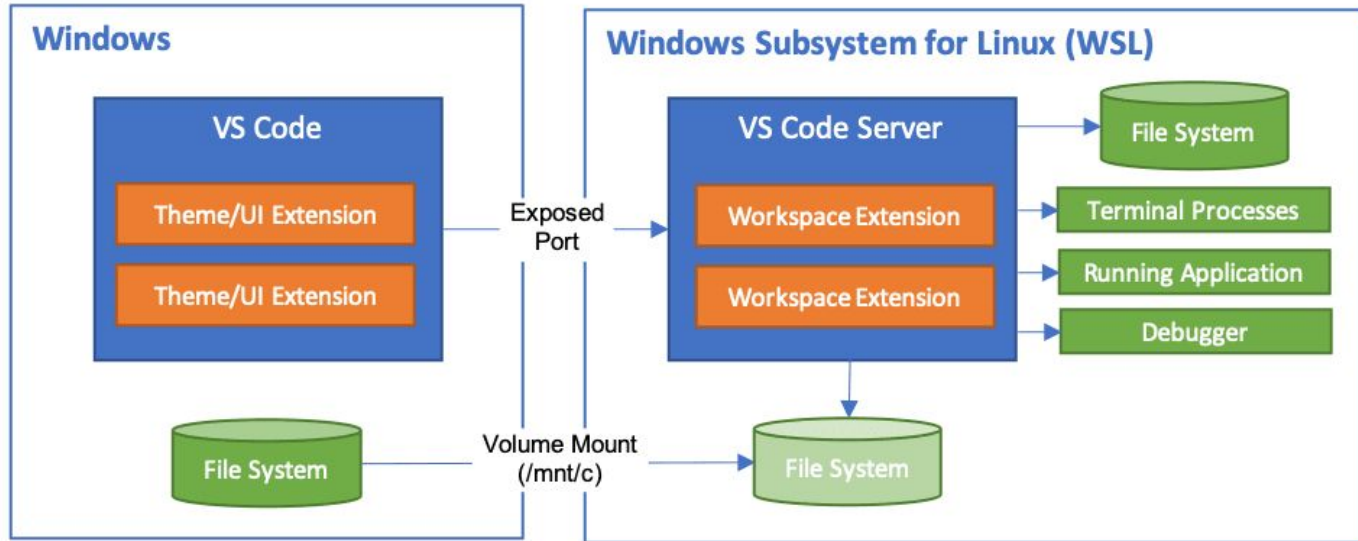 Windows
VS Code
Theme/UI Extension
Theme/UI Extension
File System
Exposed
Port
Volume Mount
(/mnt/c)
Windows Subsystem for Linux (WSL)
VS Code Server
Workspace Extension
Workspace Extension
File System
Terminal Processes
Running Application
Debugger
File System